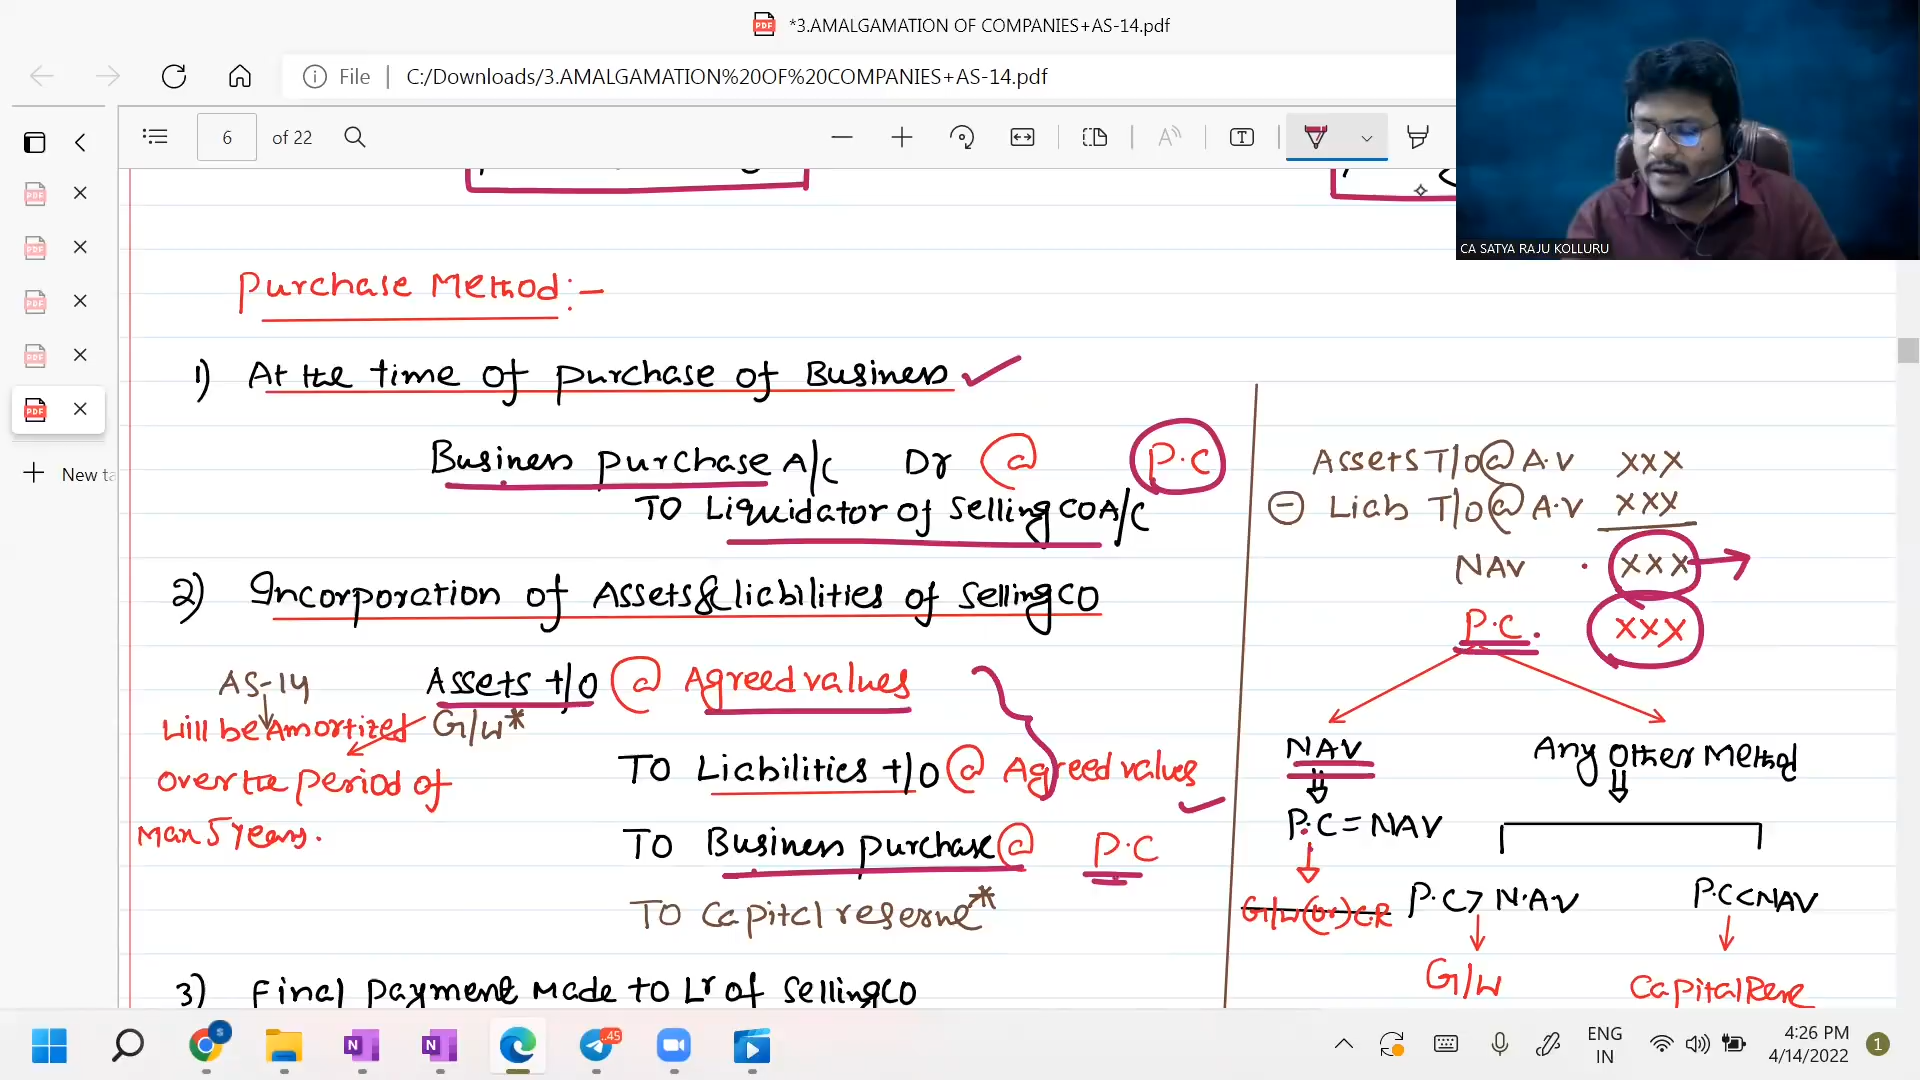 *3.AMALGAMATION OF COMPANIES+AS-14.pdf
File C:/Downloads/3.AMALGAMATION%20OF%20COMPANIES+AS-14.pdf
6 of 22
CA SATYA RAJU KOLLURU
New ta
Purchase Method:-
1) At the time of purchase of Business
Business purchase A/C Dr @ P.C
To Liquidator of Selling CO A/C
2) Incorporation of Assets & liabilities of Selling CO
AS-14
Assets t/o @ Agreed values
Will be Amortized G/W*
over the period of
Max 5 years.
To Liabilities t/o @ Agreed values
To Business purchase @ P.C
To Capital reserve*
3) Final payment Made to Lr of Selling CO
Assets T/o @ A.V XXX
- Liab T/o @ A.V XXX
NAV XXX
P.C. XXX
NAV Any other Method
P.C = NAV
G/W (or) C.R P.C > N.A.V P.C < NAV
G/W Capital Rere
45
ENG
IN
4:26 PM
4/14/2022
1